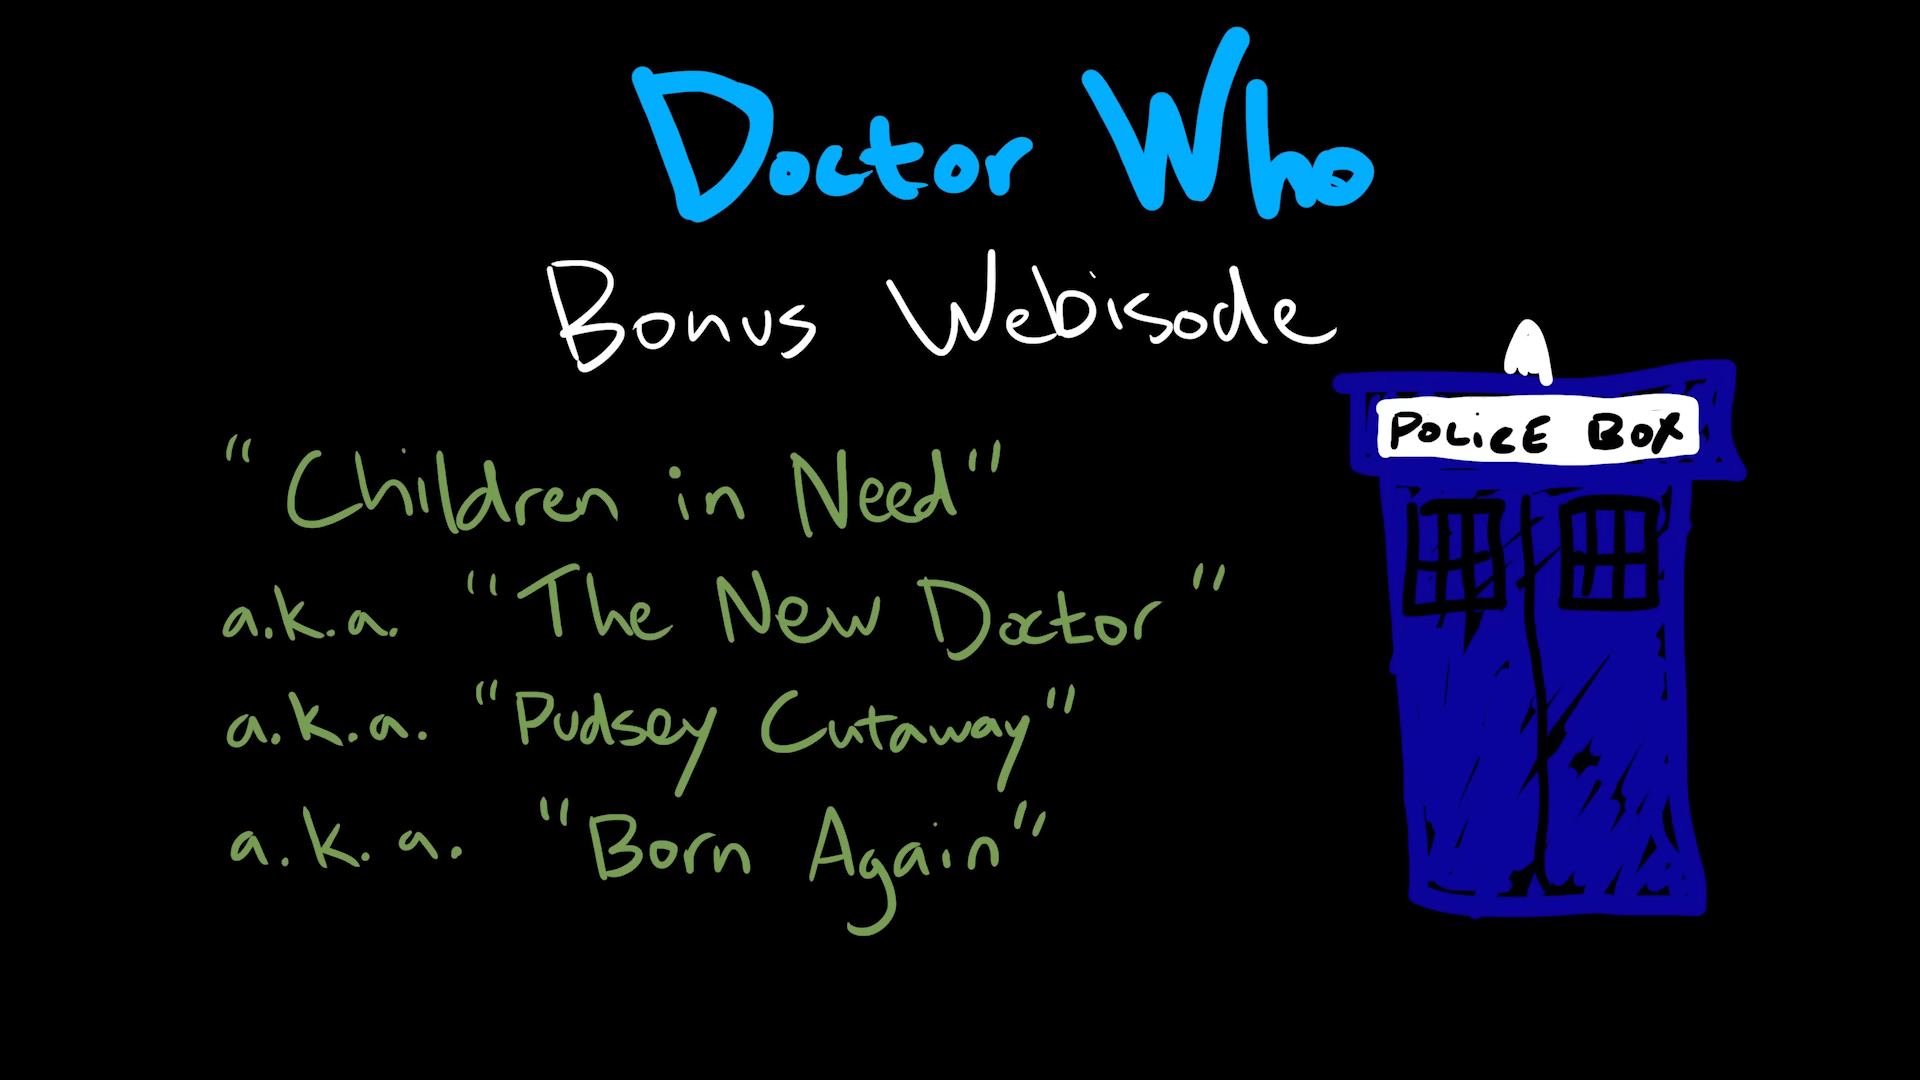 Doctor Who
Bonus Webisode
POLICE BOX
"Children in Need"
a.k.a. "The New Doctor"
a.k.a. "Pudsey Cutaway"
a.k.a. "Born Again"